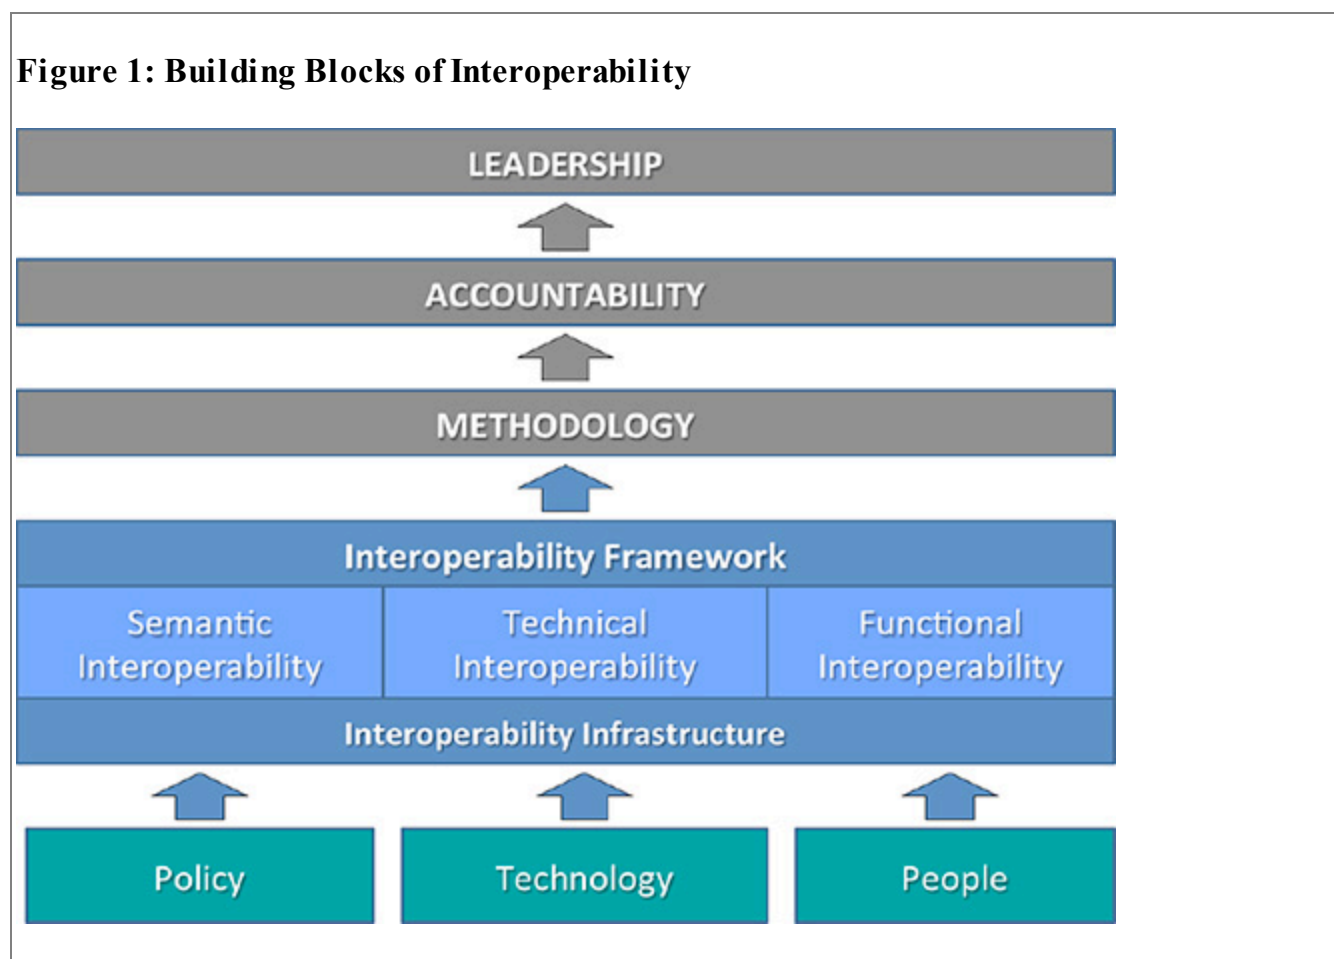 Figure 1: Building Blocks of Interoperability
LEADERSHIP
ACCOUNTABILITY
METHODOLOGY
Interoperability Framework
Semantic
Interoperability
Technical
Interoperability
Functional
Interoperability
Interoperability Infrastructure
Policy
Technology
People